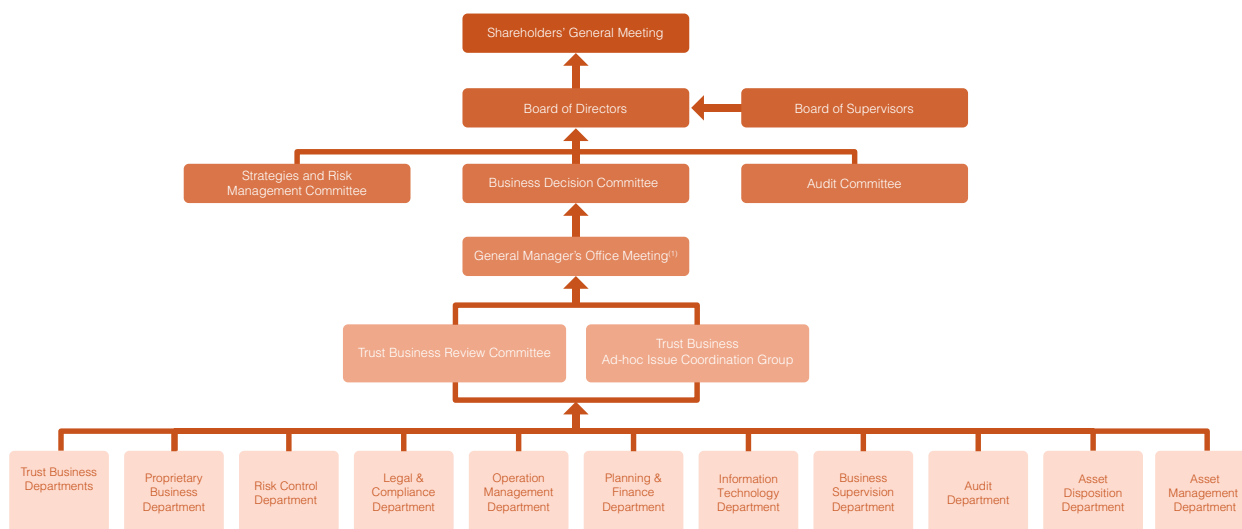 Shareholders' General Meeting
Board of Directors
Board of Supervisors
Strategies and Risk
Management Committee
Business Decision Committee
Audit Committee
General Manager's Office Meeting(1)
Trust Business Review Committee
Trust Business
Ad-hoc Issue Coordination Group
Trust Business
Departments
Proprietary
Business
Department
Risk Control
Department
Legal &
Compliance
Department
Operation
Management
Department
Planning &
Finance
Department
Information
Technology
Department
Business
Supervision
Department
Audit
Department
Asset
Disposition
Department
Asset
Management
Department